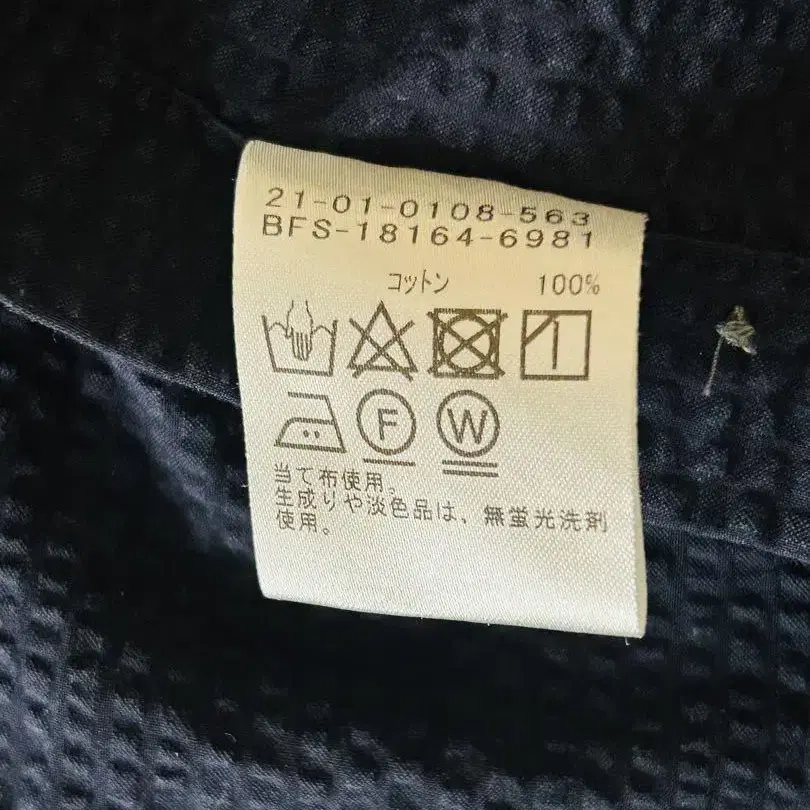 21-01-0108-563
BFS-18164-6981
コットン 100%
F W
当て布使用。
生成りや淡色品は、無蛍光洗剤
使用。